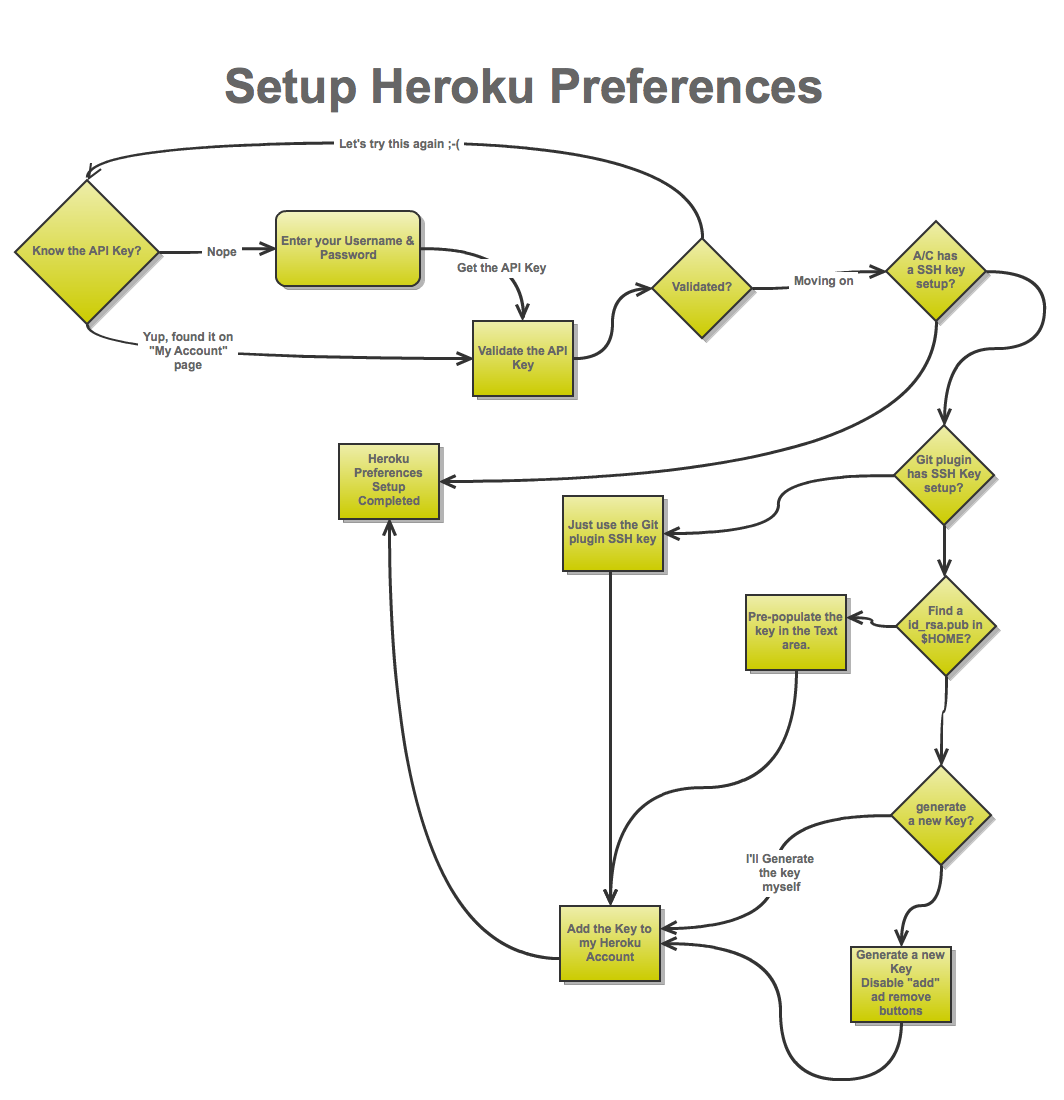 Setup Heroku Preferences
Let's try this again ;-(
Know the API Key?
Nope
Enter your Username &
Password
Get the API Key
Validated?
Moving on
A/C has
a SSH key
setup?
Yup, found it on
"My Account"
page
Validate the API
Key
Heroku
Preferences
Setup
Completed
Git plugin
has SSH Key
setup?
Just use the Git
plugin SSH key
Pre-populate the
key in the Text
area.
Find a
id_rsa.pub in
$HOME?
generate
a new Key?
I'll Generate
the key
myself
Add the Key to
my Heroku
Account
Generate a new
Key
Disable "add"
ad remove
buttons